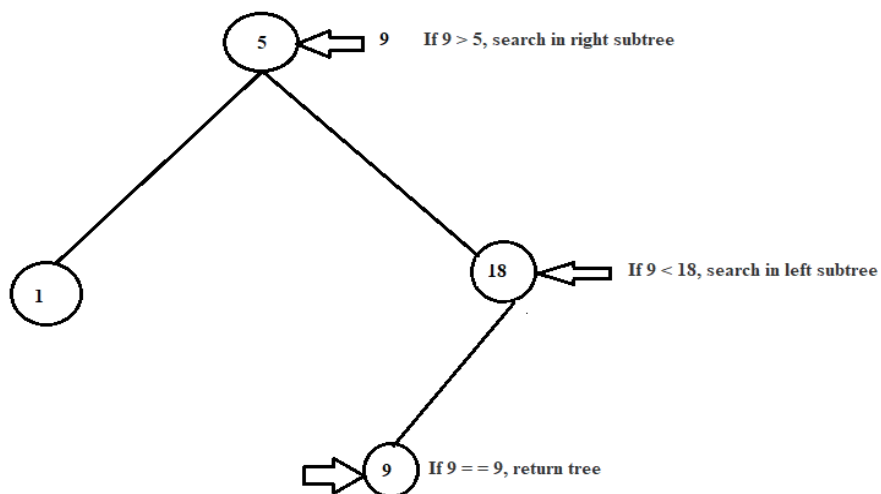 5
9
If 9 > 5, search in right subtree
1
18
If 9 < 18, search in left subtree
9
If 9 = = 9, return tree